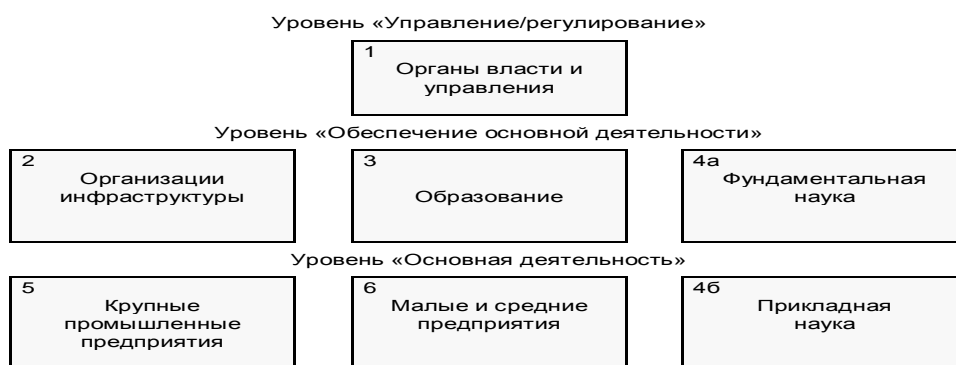 Уровень «Управление/регулирование»
1
Органы власти и
управления
Уровень «Обеспечение основной деятельности»
2
Организации
инфраструктуры
3
Образование
4а
Фундаментальная
наука
Уровень «Основная деятельность»
5
Крупные
промышленные
предприятия
6
Малые и средние
предприятия
4б
Прикладная
наука